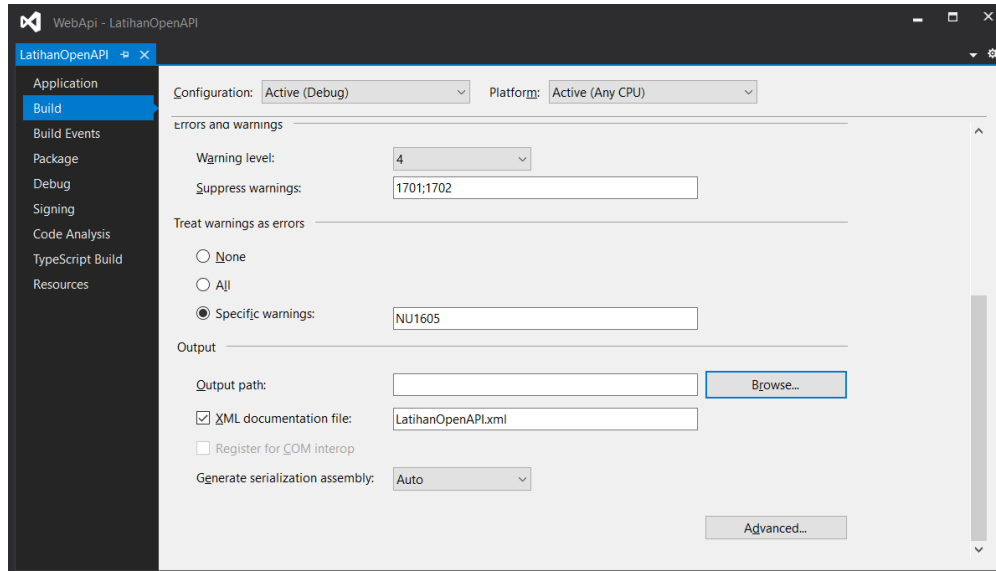 WebApi - LatihanOpenAPI
LatihanOpenAPI
Application
Build
Build Events
Package
Debug
Signing
Code Analysis
TypeScript Build
Resources
Configuration: Active (Debug) Platform: Active (Any CPU)
Errors and warnings
Warning level: 4
Suppress warnings: 1701;1702
Treat warnings as errors
None
All
Specific warnings: NU1605
Output
Output path: Browse...
XML documentation file: LatihanOpenAPI.xml
Register for COM interop
Generate serialization assembly: Auto
Advanced...